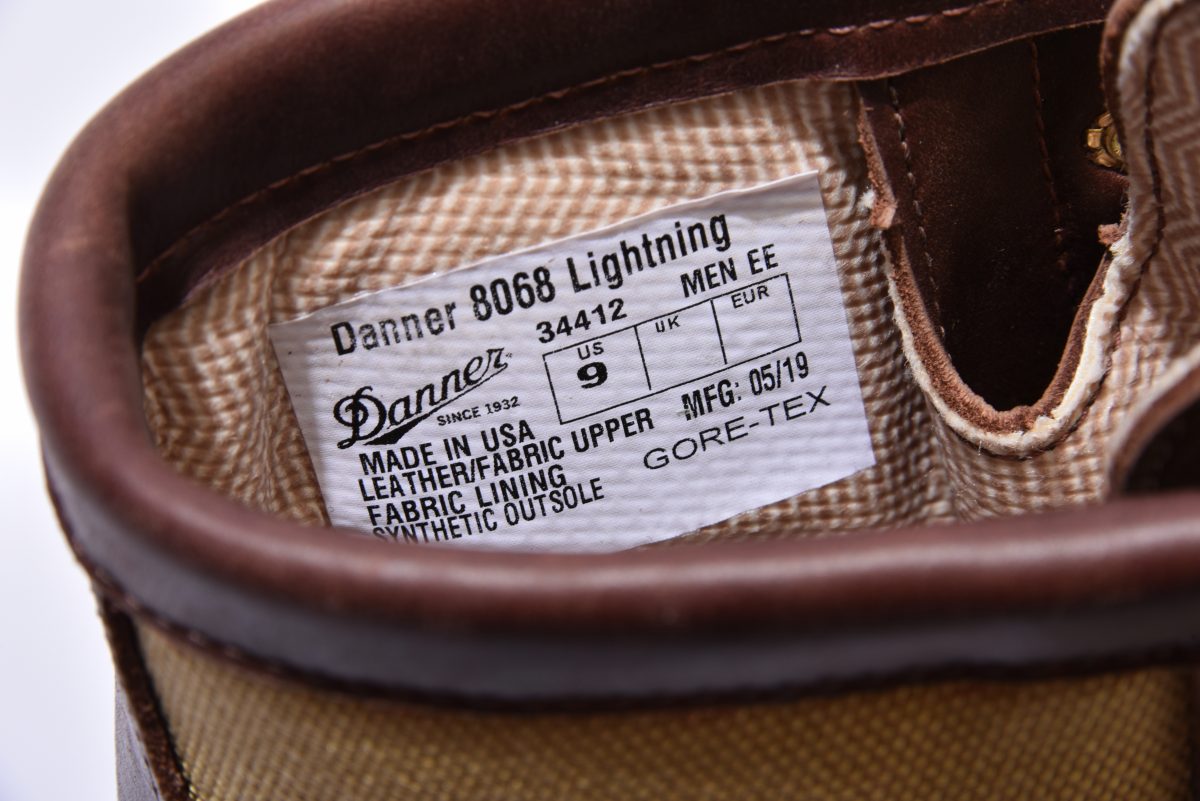 Danner 8068 Lightning
34412 MEN EE
US UK EUR
9
Danner™
SINCE 1932
MFG: 05/19
MADE IN USA
LEATHER/FABRIC UPPER
GORE-TEX
FABRIC LINING
SYNTHETIC OUTSOLE